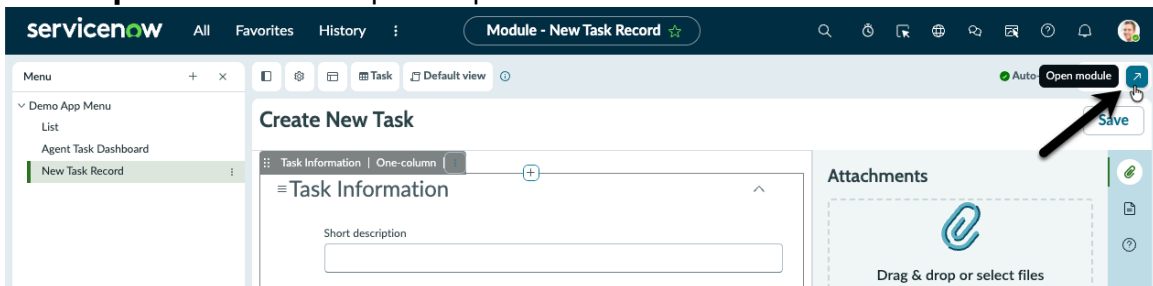 servicenow All Favorites History Module - New Task Record
Menu
Task Default view Auto- Open module
Demo App Menu
List
Agent Task Dashboard
New Task Record
Create New Task
Save
Task Information | One-column
Task Information
Short description
Attachments
Drag & drop or select files